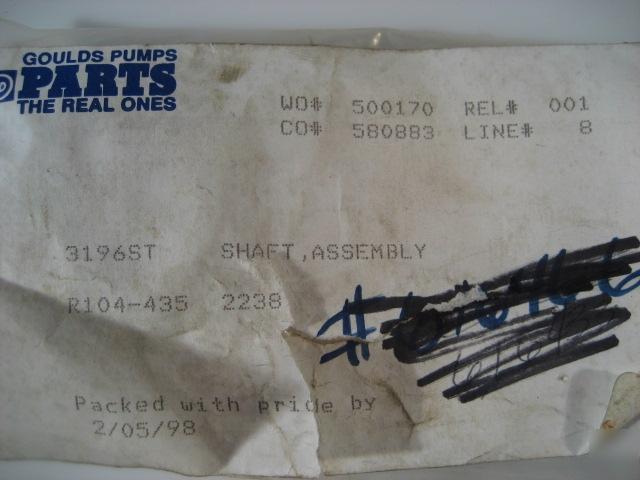 GOULDS PUMPS
PARTS
THE REAL ONES
WO# 500170 REL# 001
CO# 580883 LINE# 8
3196ST SHAFT,ASSEMBLY
R104-435 2238
Packed with pride by
2/05/98